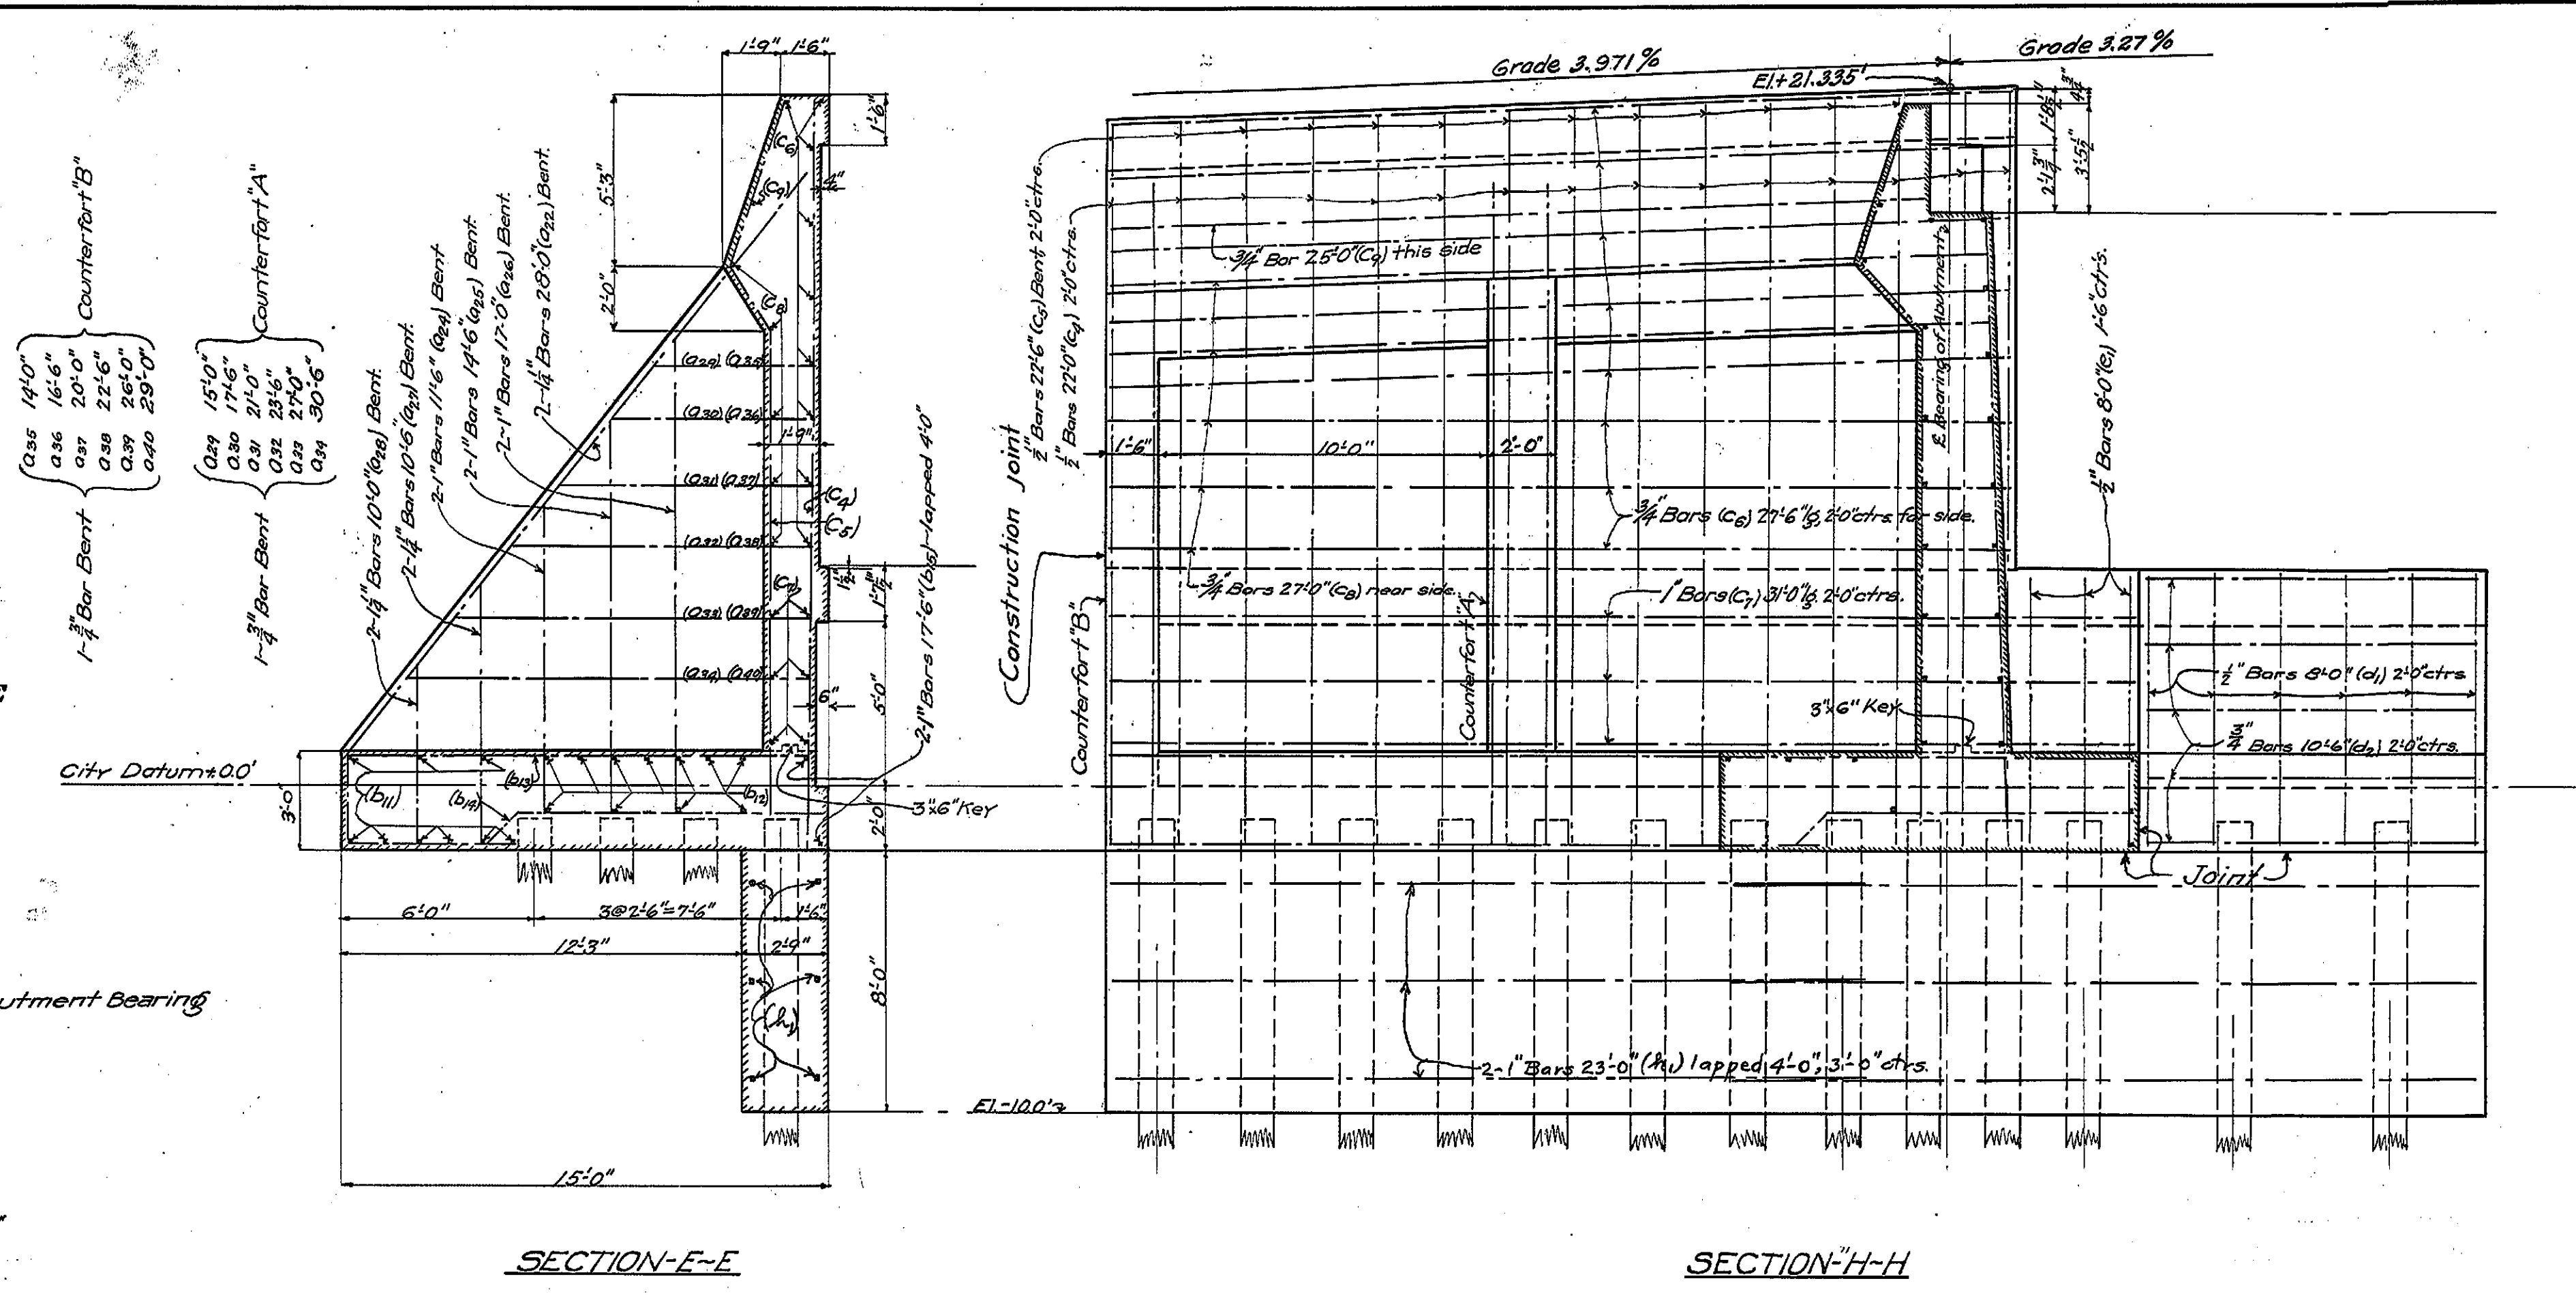 1'-9" 1'-6"
1'-6"
4"
5'-3"
2'-0"
(C6)
(C9)
(C8)
Counterfort "B"
a35 14'-0"
a36 16'-6"
a37 20'-0"
a38 22'-6"
a39 26'-0"
a40 29'-0"
1-3/4" Bar Bent
Counterfort "A"
a29 15'-0"
a30 17'-6"
a31 21'-0"
a32 23'-6"
a33 27'-0"
a34 30'-6"
1~3/4" Bar Bent
2-1 1/4" Bars 10'-0" (a28) Bent.
2-1 1/4" Bars 10'-6" (a27) Bent.
2-1" Bars 11'-6" (a24) Bent
2-1" Bars 14'-6" (a25) Bent.
2~1" Bars 17'-0" (a26) Bent.
2-1 1/4" Bars 28'-0" (a22) Bent.
(a29) (a35)
(a30) (a36)
1'-9"
(a31) (a37)
(C4)
(C5)
(a32) (a38)
(C7)
1 1/2"
1'-7 1/2"
(a33) (a39)
(a34) (a40)
6"
5'-0"
2-1" Bars 17'-6" (b15)~lapped 4'-0"
City Datum+0.0'
3'-0"
(b11)
(b14)
(b13)
(b12)
3"x6" Key
2'-0"
6'-0"
3@2'-6"=7'-6"
1'-6"
12'-3"
2'-9"
8'-0"
(h1)
15'-0"
utment Bearing
SECTION-E~E
Grade 3.971%
Grade 3.27%
El.+21.335'
4 3/4"
1'-8 1/2"
2'-1 3/4"
3'-5 1/2"
1/2" Bars 22'-6" (C5) Bent, 2'-0" ctrs.
1/2" Bars 22'-0" (C4) 2'-0" ctrs.
3/4" Bar 25'-0" (C9) this side
℄ Bearing of Abutment
1/2" Bars 8'-0" (e1) 1'-6" ctrs.
1'-6"
10'-0"
2'-0"
Construction Joint
Counterfort "B"
Counterfort "A"
3/4" Bars (C6) 27'-6" lg, 2'-0" ctrs. far side.
3/4" Bars 27'-0" (C8) near side.
1" Bars (C7) 31'-0" lg. 2'-0" ctrs.
3"x6" Key
1/2" Bars 8'-0" (d1) 2'-0" ctrs
3/4" Bars 10'-6" (d2) 2'-0" ctrs.
Joint
2-1" Bars 23'-0" (h1) lapped 4'-0", 3'-0" ctrs.
El.-10.0'
SECTION-"H~H